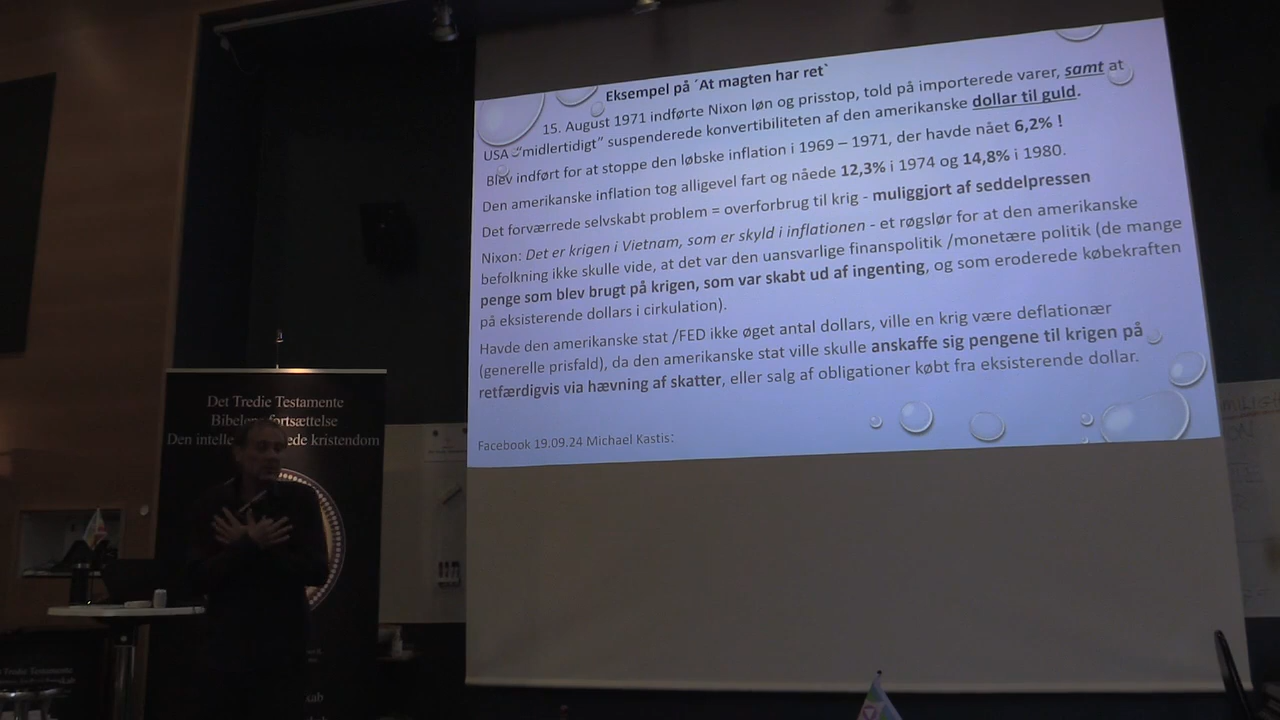 Eksempel på ´At magten har ret`
15. August 1971 indførte Nixon løn og prisstop, told på importerede varer, samt at
USA "midlertidigt" suspenderede konvertibiliteten af den amerikanske dollar til guld.
Blev indført for at stoppe den løbske inflation i 1969 – 1971, der havde nået 6,2% !
Den amerikanske inflation tog alligevel fart og nåede 12,3% i 1974 og 14,8% i 1980.
Det forværrede selvskabt problem = overforbrug til krig - muliggjort af seddelpressen
Nixon: Det er krigen i Vietnam, som er skyld i inflationen - et røgslør for at den amerikanske
befolkning ikke skulle vide, at det var den uansvarlige finanspolitik /monetære politik (de mange
penge som blev brugt på krigen, som var skabt ud af ingenting, og som eroderede købekraften
på eksisterende dollars i cirkulation).
Havde den amerikanske stat /FED ikke øget antal dollars, ville en krig være deflationær
(generelle prisfald), da den amerikanske stat ville skulle anskaffe sig pengene til krigen på
retfærdigvis via hævning af skatter, eller salg af obligationer købt fra eksisterende dollar.
Facebook 19.09.24 Michael Kastis:
Det Tredie Testamente
Bibelens fortsættelse
Den intelle ede kristendom
Tredie Testamente